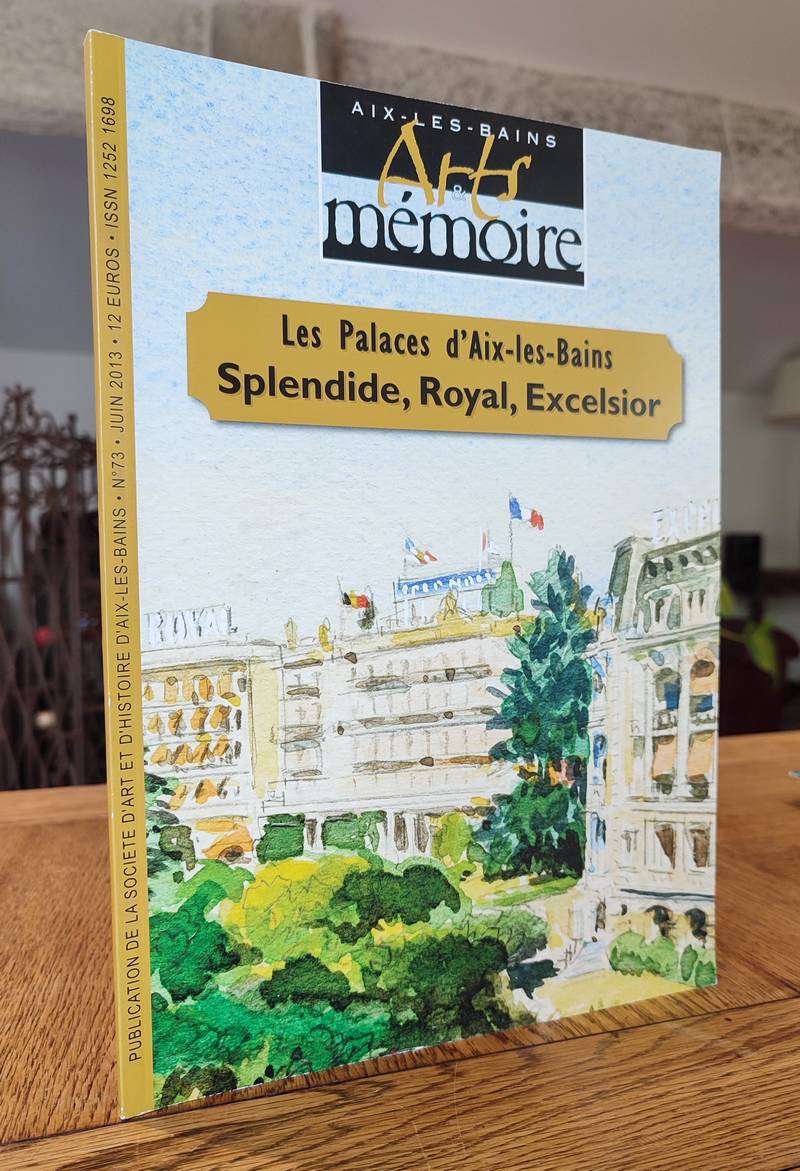 AIX-LES-BAINS
Arts
&
mémoire
Les Palaces d'Aix-les-Bains
Splendide, Royal, Excelsior
ROYAL
PUBLICATION DE LA SOCIETE D'ART ET D'HISTOIRE D'AIX-LES-BAINS • N°73 • JUIN 2013 • 12 EUROS • ISSN 1252 1698